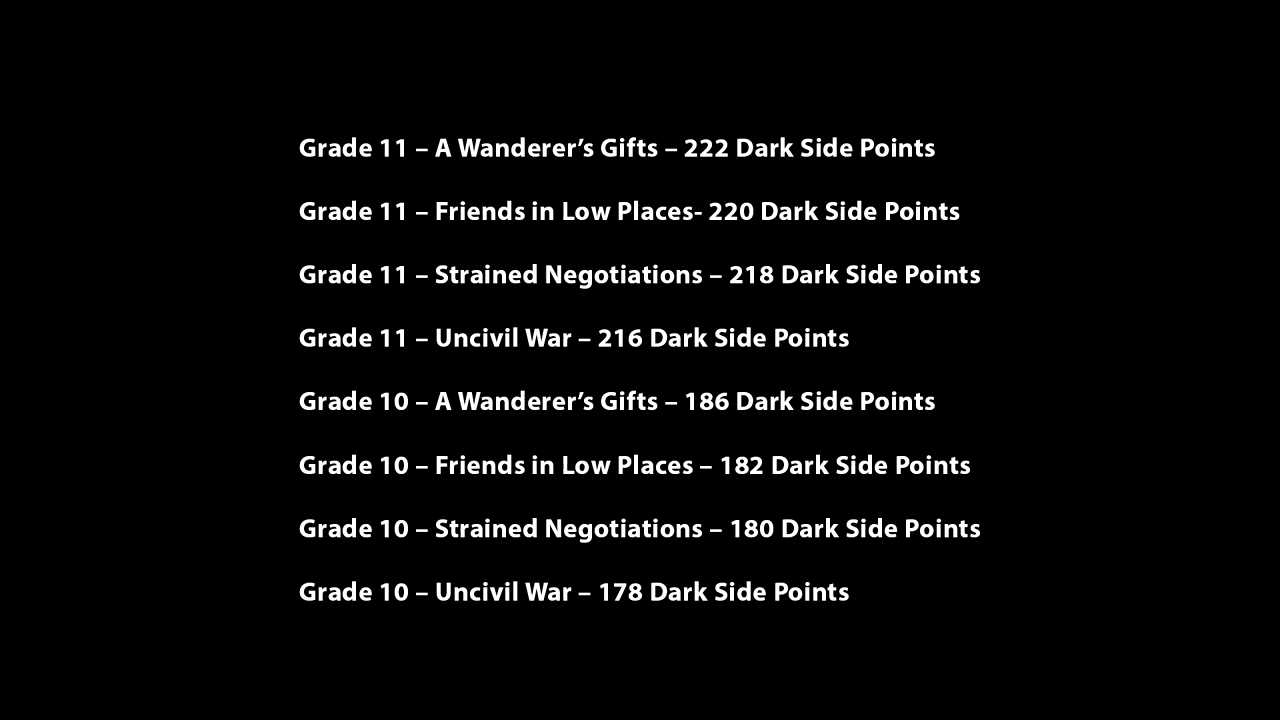 Grade 11 – A Wanderer’s Gifts – 222 Dark Side Points
Grade 11 – Friends in Low Places- 220 Dark Side Points
Grade 11 – Strained Negotiations – 218 Dark Side Points
Grade 11 – Uncivil War – 216 Dark Side Points
Grade 10 – A Wanderer’s Gifts – 186 Dark Side Points
Grade 10 – Friends in Low Places – 182 Dark Side Points
Grade 10 – Strained Negotiations – 180 Dark Side Points
Grade 10 – Uncivil War – 178 Dark Side Points